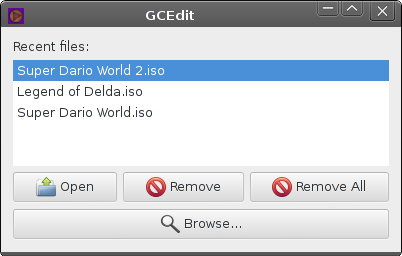 GCEdit
Recent files:
Super Dario World 2.iso
Legend of Delda.iso
Super Dario World.iso
Open Remove Remove All
Browse...